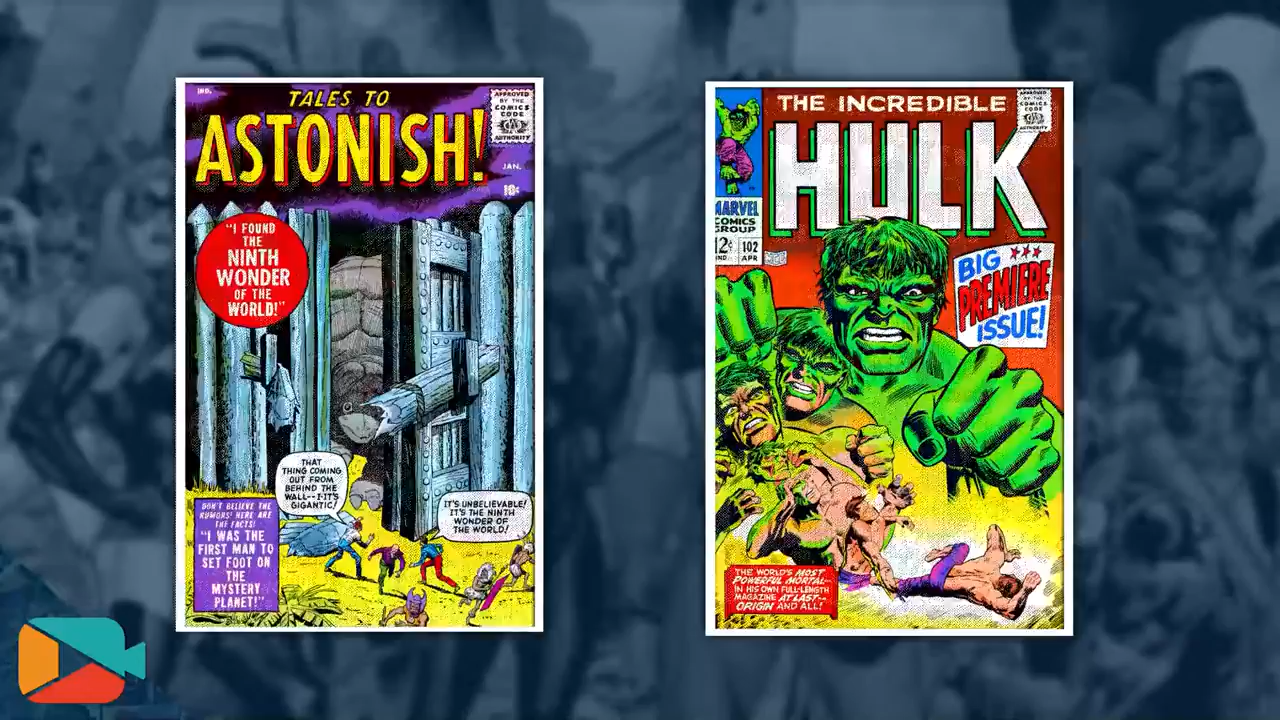 IND.
TALES TO
ASTONISH!
APPROVED
BY THE
COMICS
CODE
AUTHORITY
JAN.
10¢
"I FOUND
THE
NINTH
WONDER
OF THE
WORLD!"
THAT
THING COMING
OUT FROM
BEHIND THE
WALL--I-IT'S
GIGANTIC!
IT'S UNBELIEVABLE!
IT'S THE NINTH
WONDER OF
THE WORLD!
DON'T BELIEVE THE
RUMORS! HERE ARE
THE FACTS!
"I WAS THE
FIRST MAN TO
SET FOOT ON
THE
MYSTERY
PLANET!"
THE INCREDIBLE
HULK
APPROVED
BY THE
COMICS
CODE
AUTHORITY
MARVEL
COMICS
GROUP
12¢
IND.
102
APR
BIG
PREMIERE
ISSUE!
THE WORLD'S MOST
POWERFUL MORTAL--
IN HIS OWN FULL-LENGTH
MAGAZINE AT LAST--
ORIGIN AND ALL!